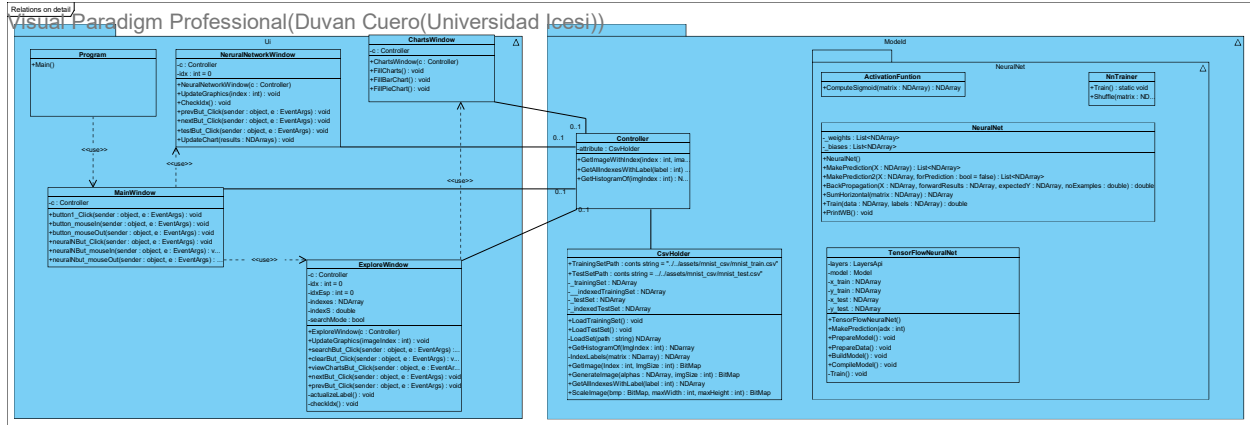 Relations on detail
Visual Paradigm Professional(Duvan Cuero(Universidad Icesi))
Ui
Program
+Main()
NeruralNetworkWindow
-c : Controller
-idx : int = 0
+NeuralNetworkWindow(c : Controller)
+UpdateGraphics(index : int) : void
+CheckIdx() : void
+prevBut_Click(sender : object, e : EventArgs) : void
+nextBut_Click(sender : object, e : EventArgs) : void
+testBut_Click(sender : object, e : EventArgs) : void
+UpdateChart(results : NDArrays) : void
ChartsWindow
-c : Controller
+ChartsWindow(c : Controller)
+FillCharts() : void
+FillBarChart() : void
+FillPieChart() : void
<<use>>
<<use>>
<<use>>
<<use>>
MainWindow
-c : Controller
+button1_Click(sender : object, e : EventArgs) : void
+button_mouseIn(sender : object, e : EventArgs) : void
+button_mouseOut(sender : object, e : EventArgs) : void
+neuralNBut_Click(sender : object, e : EventArgs) : void
+neuralNBut_mouseIn(sender : object, e : EventArgs) : v...
+neuralNbut_mouseOut(sender : object, e : EventArgs) : ...
ExploreWindow
-c : Controller
-idx : int = 0
-idxEsp : int = 0
-indexes : NDArray
-indexS : double
-searchMode : bool
+ExploreWindow(c : Controller)
+UpdateGraphics(imageIndex : int) : void
+searchBut_Click(sender : object, e : EventArgs) :...
+clearBut_Click(sender : object, e : EventArgs) : v...
+viewChartsBut_Click(sender : object, e : EventAr...
+nextBut_Click(sender : object, e : EventArgs) : void
+prevBut_Click(sender : object, e : EventArgs) : void
-actualizeLabel() : void
-checkIdx() : void
Model
0..1
0..1
0..1
0..1
Controller
-attribute : CsvHolder
+GetImageWithIndex(index : int, ima...
+GetAllIndexesWithLabel(label : int) ...
+GetHistogramOf(imgIndex : int) : N...
CsvHolder
+TrainingSetPath : conts string = "../../assets/mnist_csv/mnist_train.csv"
+TestSetPath : conts string = ../../assets/mnist_csv/mnist_test.csv"
-_trainingSet : NDArray
-__indexedTrainingSet : NDArray
-_testSet : NDArray
-_indexedTestSet : NDArray
+LoadTrainingSet() : void
+LoadTestSet() : void
-LoadSet(path : string) NDArray
+GetHistogramOf(ImgIndex : int) : NDArray
-IndexLabels(matrix : NDArray) : NDArray
+GetImage(index : int, ImgSize : int) : BitMap
+GenerateImage(alphas : NDArray, imgSize : int) : BitMap
+GetAllIndexesWithLabel(label : int) : NDArray
+ScaleImage(bmp : BitMap, maxWidth : int, maxHeight : int) : BitMap
NeuralNet
ActivationFuntion
+ComputeSigmoid(matrix : NDArray) : NDArray
NnTrainer
+Train() : static void
+Shuffle(matrix : ND...
NeuralNet
-_weights : List<NDArray>
-_biases : List<NDArray>
+NeuralNet()
+MakePrediction(X : NDArray) : List<NDArray>
+MakePrediction2(X : NDArray, forPrediction : bool = false) : List<NDArray>
+BackPropagation(X : NDArray, forwardResults : NDArray, expectedY : NDArray, noExamples : double) : double
+SumHorizontal(matrix : NDArray) : NDArray
+Train(data : NDArray, labels : NDArray) : double
+PrintWB() : void
TensorFlowNeuralNet
-layers : LayersApi
-model : Model
-x_train : NDArray
-y_train : NDArray
-x_test : NDArray
-y_test : NDArray
+TensorFlowNeuralNet()
+MakePrediction(adx : int)
+PrepareModel() : void
+PrepareData() : void
+BuildModel() : void
+CompileModel() : void
-Train() : void